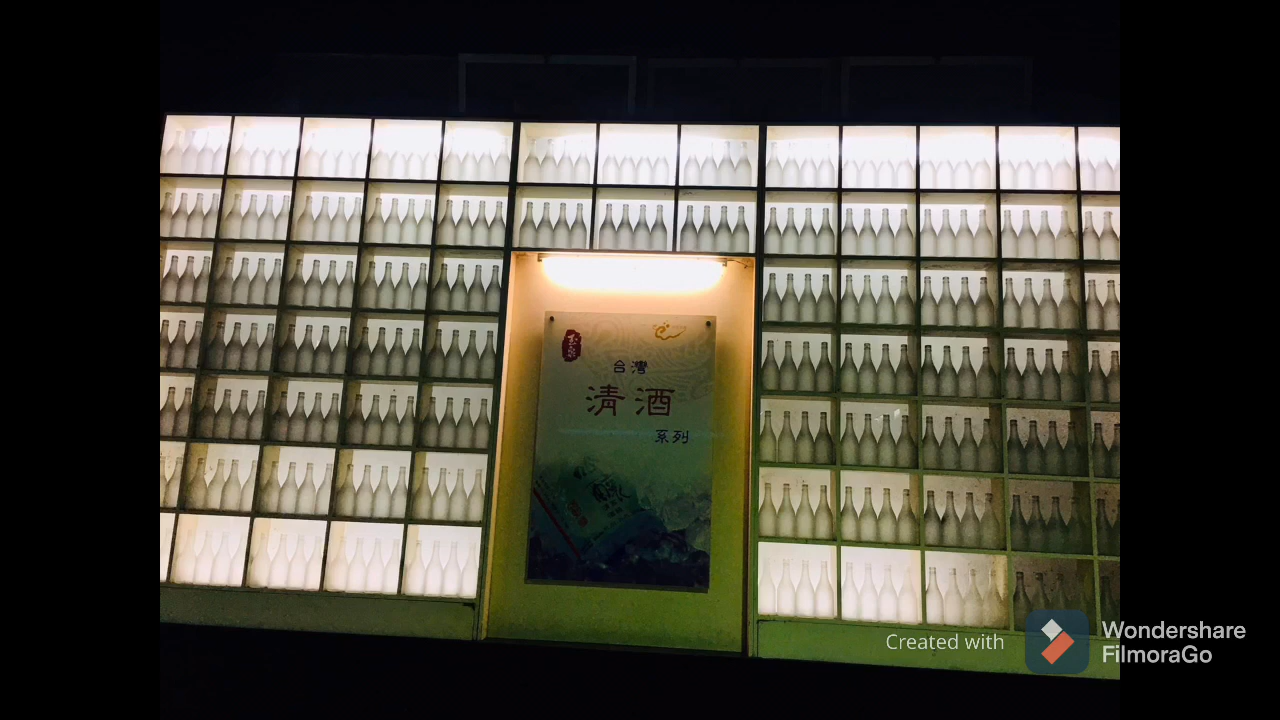 台灣
清酒
系列
Created with
Wondershare
FilmoraGo